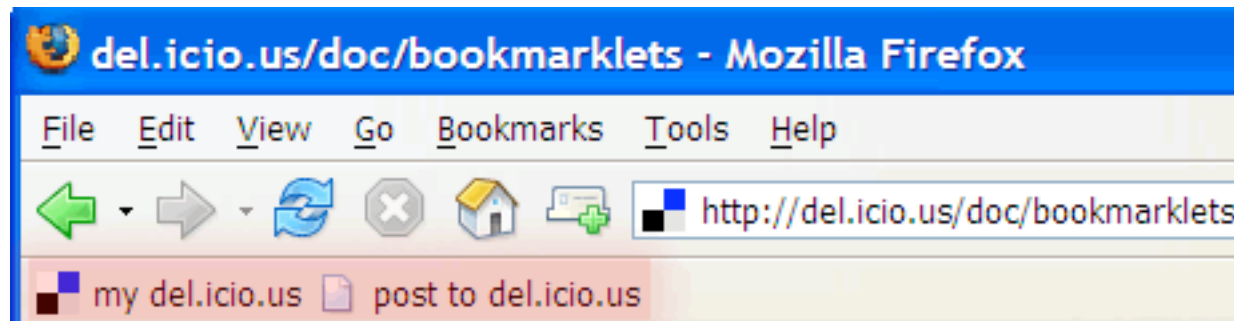 del.icio.us/doc/bookmarklets - Mozilla Firefox
File Edit View Go Bookmarks Tools Help
http://del.icio.us/doc/bookmarklets
my del.icio.us post to del.icio.us